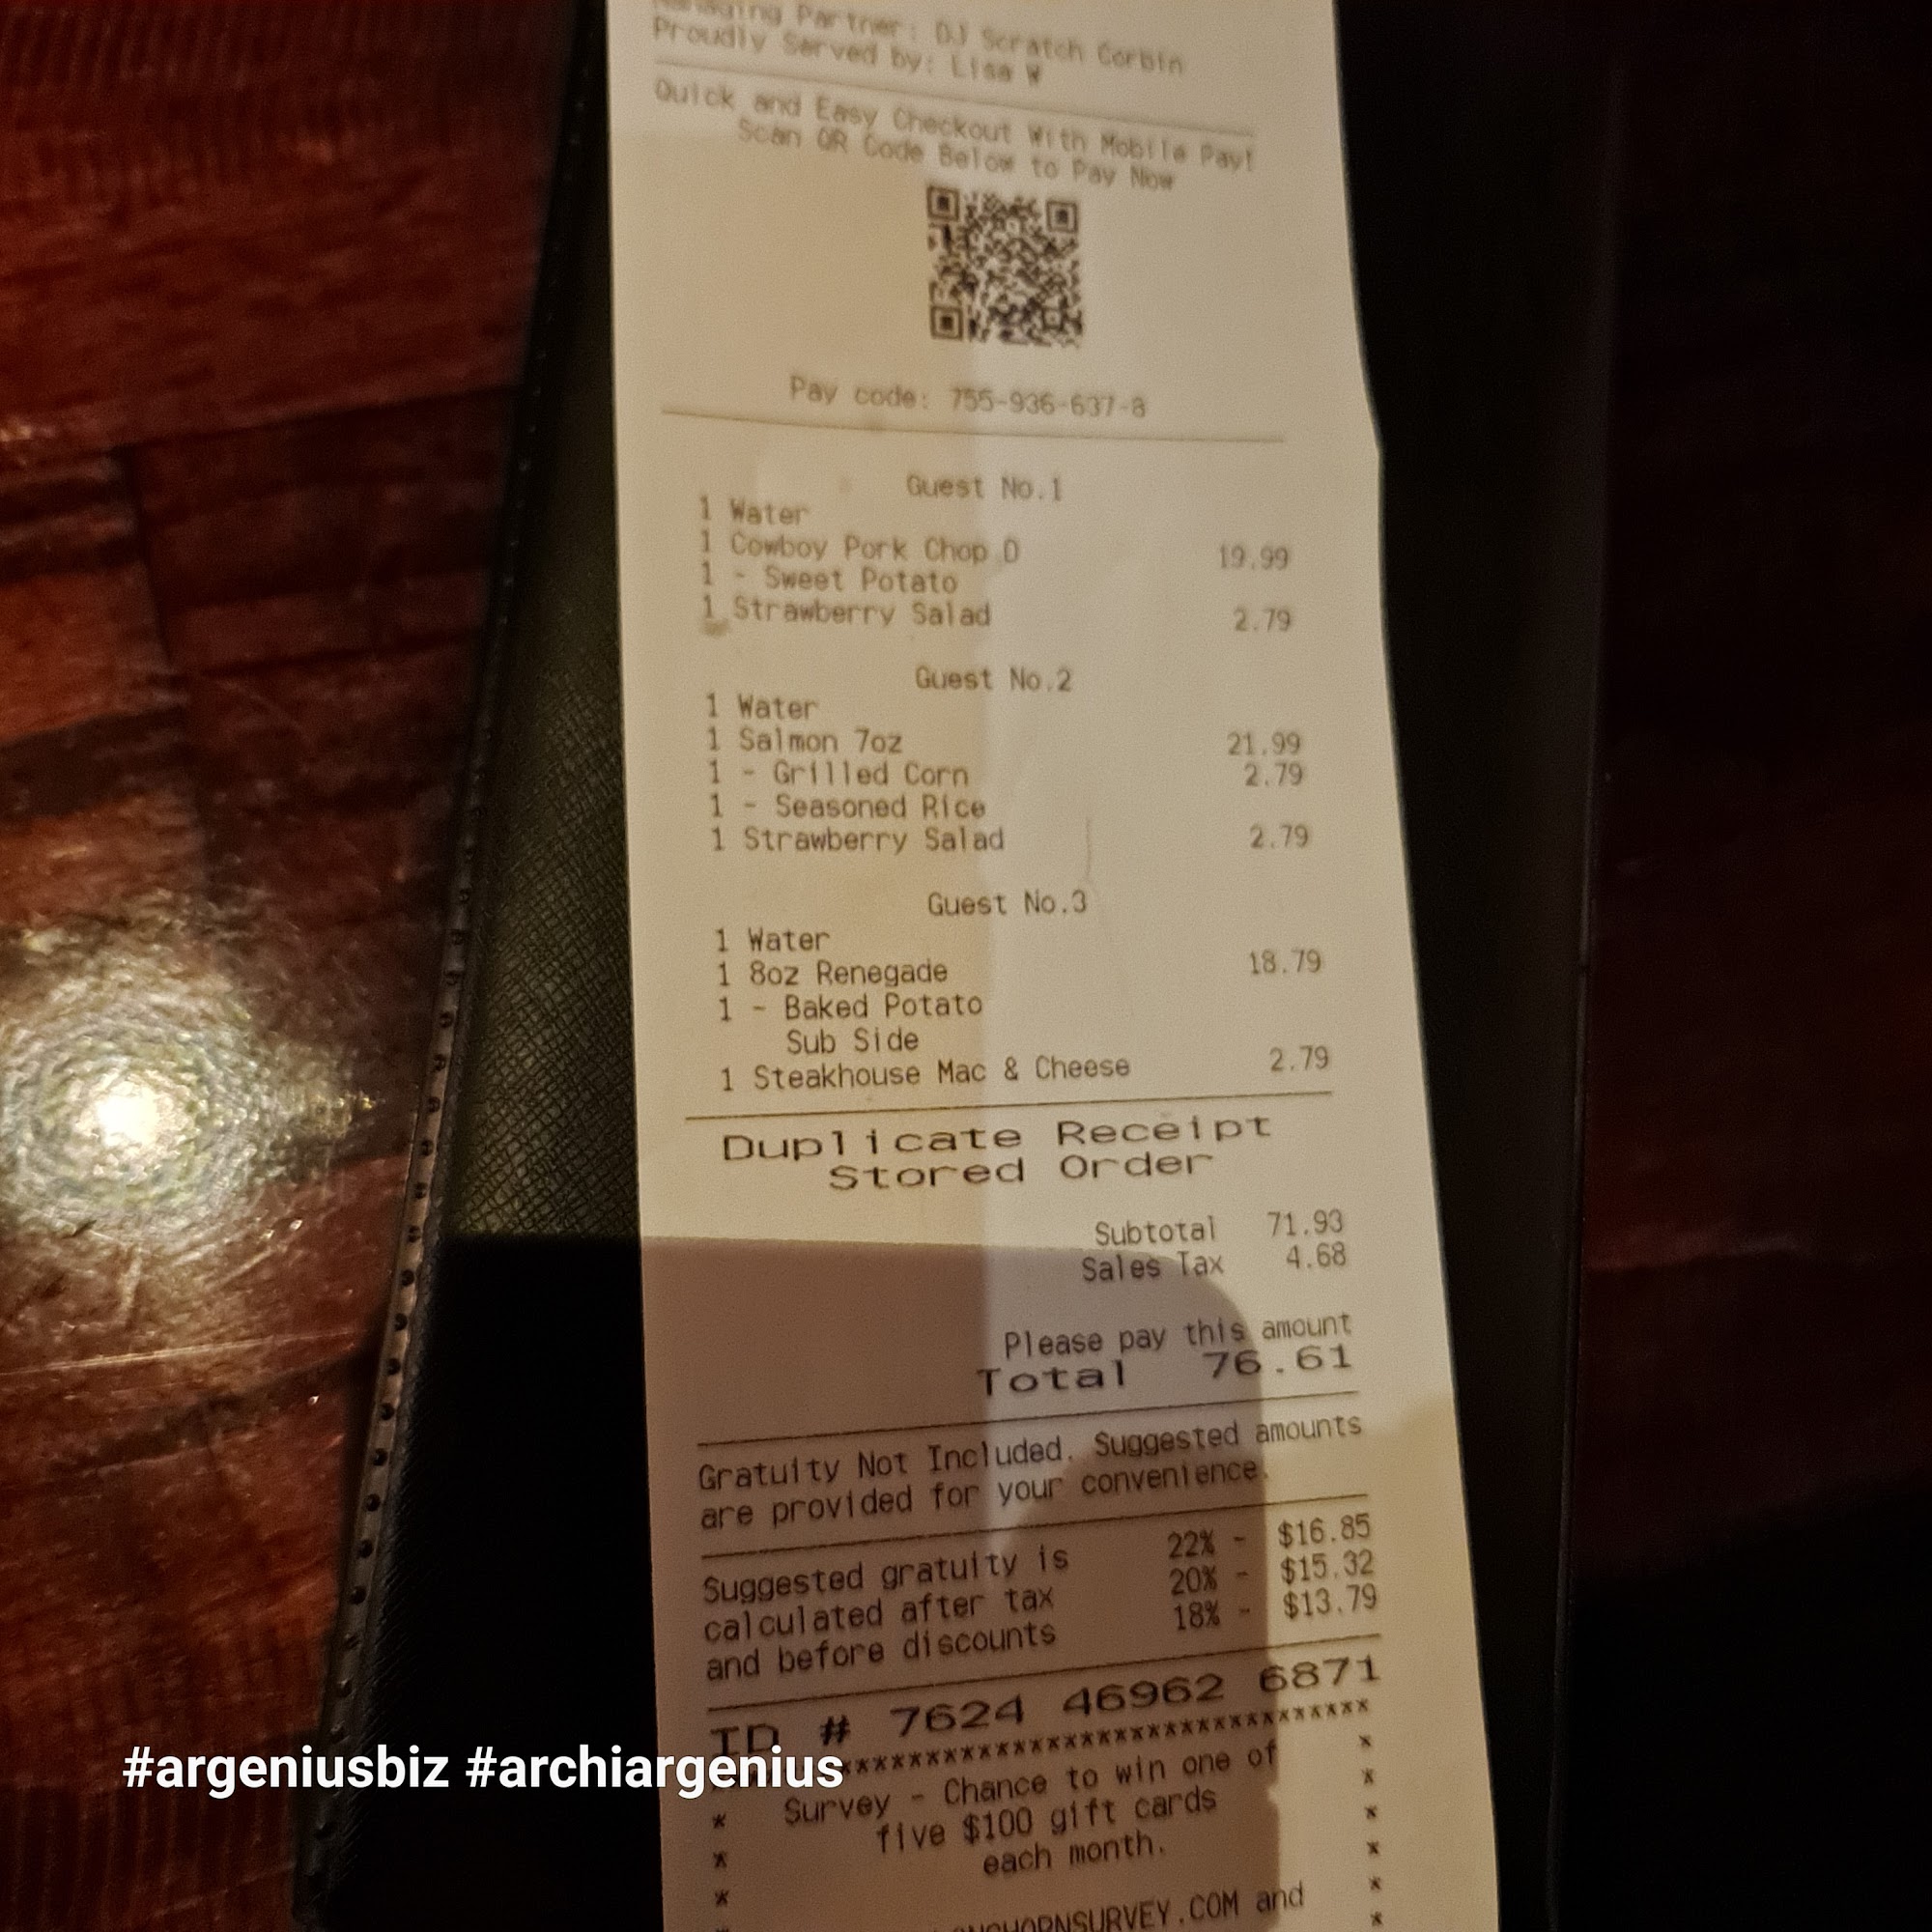 Managing Partner: DJ Scratch Corbin
Proudly Served by: Lisa W
Quick and Easy Checkout With Mobile Pay!
Scan QR Code Below to Pay Now
Pay code: 755-936-637-8
Guest No.1
1 Water
1 Cowboy Pork Chop D 19.99
1 - Sweet Potato
1 Strawberry Salad 2.79
Guest No.2
1 Water
1 Salmon 7oz 21.99
1 - Grilled Corn 2.79
1 - Seasoned Rice
1 Strawberry Salad 2.79
Guest No.3
1 Water
1 8oz Renegade 18.79
1 - Baked Potato
Sub Side
1 Steakhouse Mac & Cheese 2.79
Duplicate Receipt
Stored Order
Subtotal 71.93
Sales Tax 4.68
Please pay this amount
Total 76.61
Gratuity Not Included. Suggested amounts
are provided for your convenience.
Suggested gratuity is 22% - $16.85
calculated after tax 20% - $15.32
and before discounts 18% - $13.79
ID # 7624 46962 6871
#argeniusbiz #archiargenius
Survey - Chance to win one of
five $100 gift cards
each month.
and